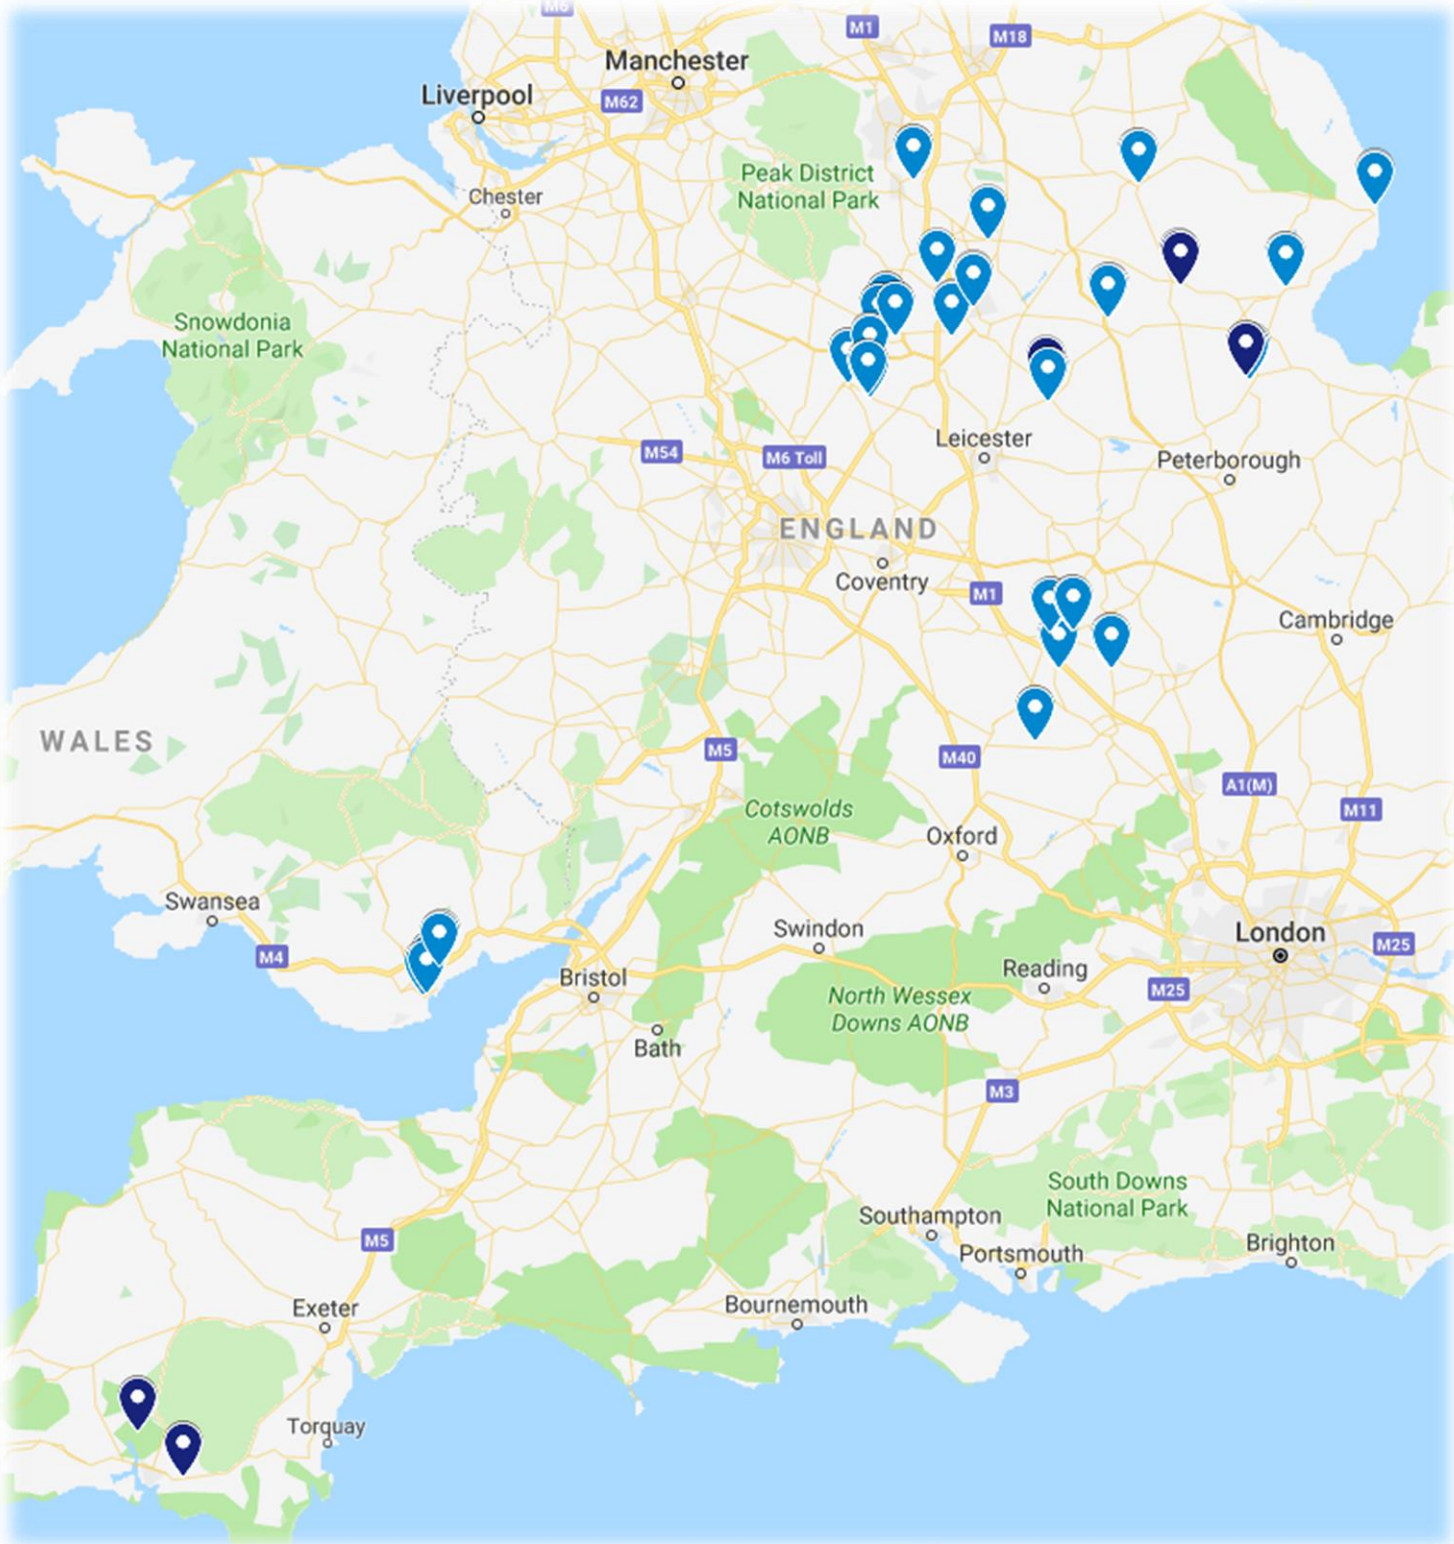 M6
M1
M18
Manchester
Liverpool
M62
Peak District
National Park
Chester
Snowdonia
National Park
Leicester
M54
M6 Toll
Peterborough
ENGLAND
Coventry
M1
Cambridge
WALES
M5
M40
A1(M)
Cotswolds
AONB
M11
Oxford
Swansea
Swindon
London
M4
M25
Bristol
Reading
M25
North Wessex
Downs AONB
Bath
M3
South Downs
National Park
Southampton
M5
Portsmouth
Brighton
Exeter
Bournemouth
Torquay